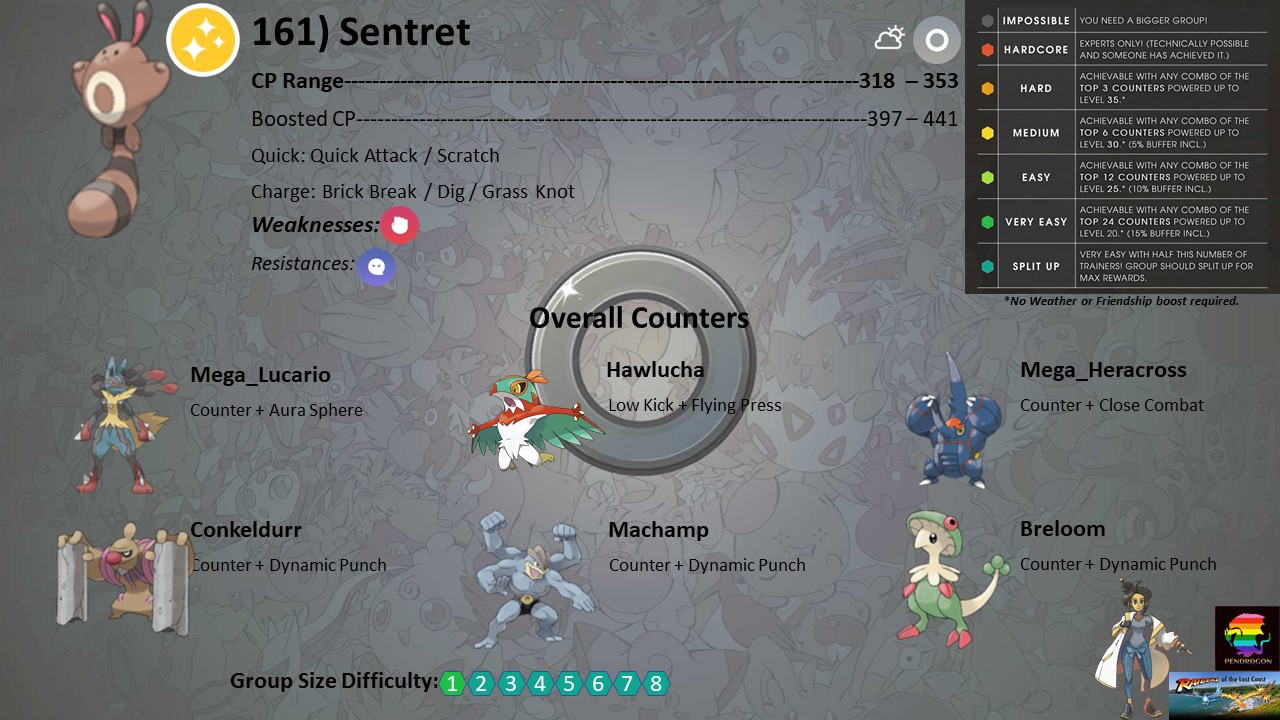 161) Sentret
CP Range---318 – 353
Boosted CP---397 – 441
Quick: Quick Attack / Scratch
Charge: Brick Break / Dig / Grass Knot
Weaknesses:
Resistances:
IMPOSSIBLE YOU NEED A BIGGER GROUP!
HARDCORE EXPERTS ONLY! (TECHNICALLY POSSIBLE
AND SOMEONE HAS ACHIEVED IT.)
HARD ACHIEVABLE WITH ANY COMBO OF THE
TOP 3 COUNTERS POWERED UP TO
LEVEL 35.*
MEDIUM ACHIEVABLE WITH ANY COMBO OF THE
TOP 6 COUNTERS POWERED UP TO
LEVEL 30.* (5% BUFFER INCL.)
EASY ACHIEVABLE WITH ANY COMBO OF THE
TOP 12 COUNTERS POWERED UP TO
LEVEL 25.* (10% BUFFER INCL.)
VERY EASY ACHIEVABLE WITH ANY COMBO OF THE
TOP 24 COUNTERS POWERED UP TO
LEVEL 20.* (15% BUFFER INCL.)
SPLIT UP VERY EASY WITH HALF THIS NUMBER OF
TRAINERS! GROUP SHOULD SPLIT UP FOR
MAX REWARDS.
*No Weather or Friendship boost required.
Overall Counters
Mega_Lucario
Counter + Aura Sphere
Hawlucha
Low Kick + Flying Press
Mega_Heracross
Counter + Close Combat
Conkeldurr
Counter + Dynamic Punch
Machamp
Counter + Dynamic Punch
Breloom
Counter + Dynamic Punch
Group Size Difficulty: 1 2 3 4 5 6 7 8
PENDROGON
RAIDERS of the Lost Coast